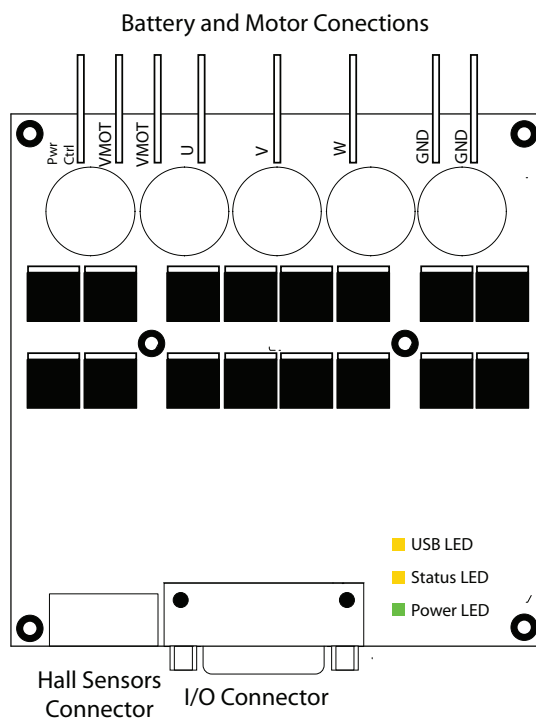 Battery and Motor Conections
Pwr
Ctrl
VMOT
VMOT
U
V
W
GND
GND
USB LED
Status LED
Power LED
Hall Sensors
Connector
I/O Connector